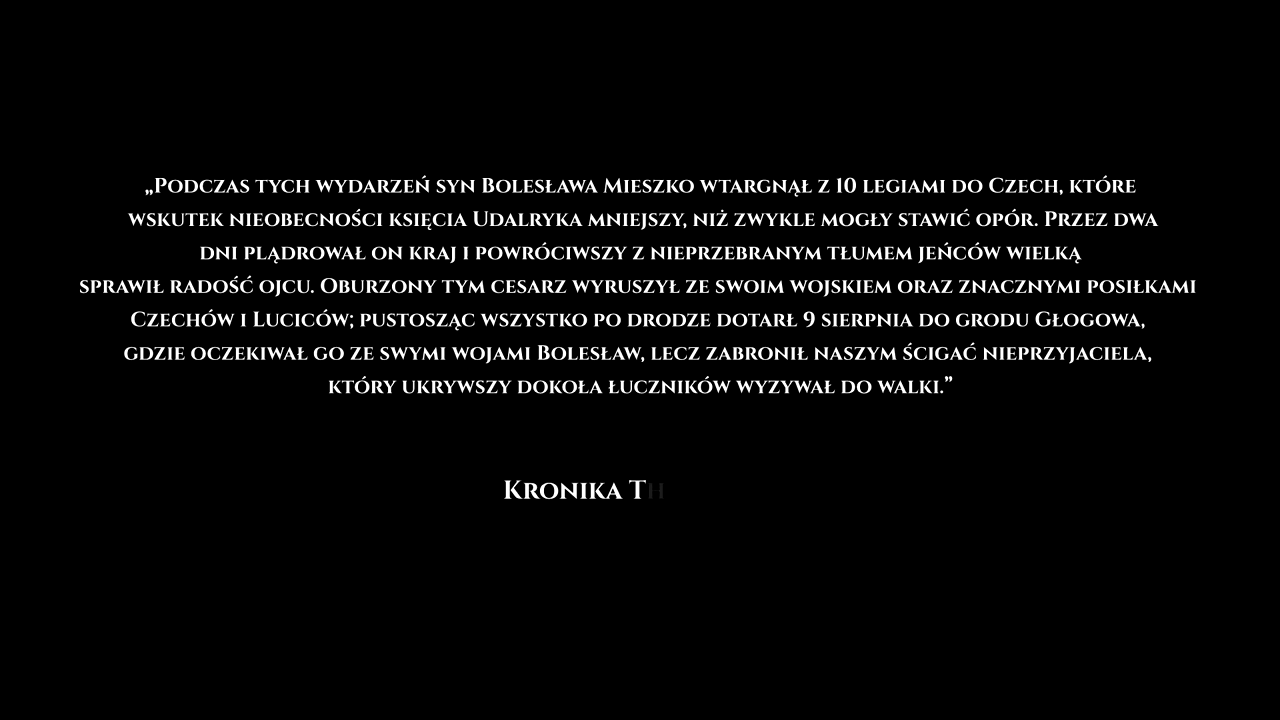 „Podczas tych wydarzeń syn Bolesława Mieszko wtargnął z 10 legiami do Czech, które
wskutek nieobecności księcia Udalryka mniejszy, niż zwykle mogły stawić opór. Przez dwa
dni plądrował on kraj i powróciwszy z nieprzebranym tłumem jeńców wielką
sprawił radość ojcu. Oburzony tym cesarz wyruszył ze swoim wojskiem oraz znacznymi posiłkami
Czechów i Luciców; pustosząc wszystko po drodze dotarł 9 sierpnia do grodu Głogowa,
gdzie oczekiwał go ze swymi wojami Bolesław, lecz zabronił naszym ścigać nieprzyjaciela,
który ukrywszy dokoła łuczników wyzywał do walki.”
Kronika Th